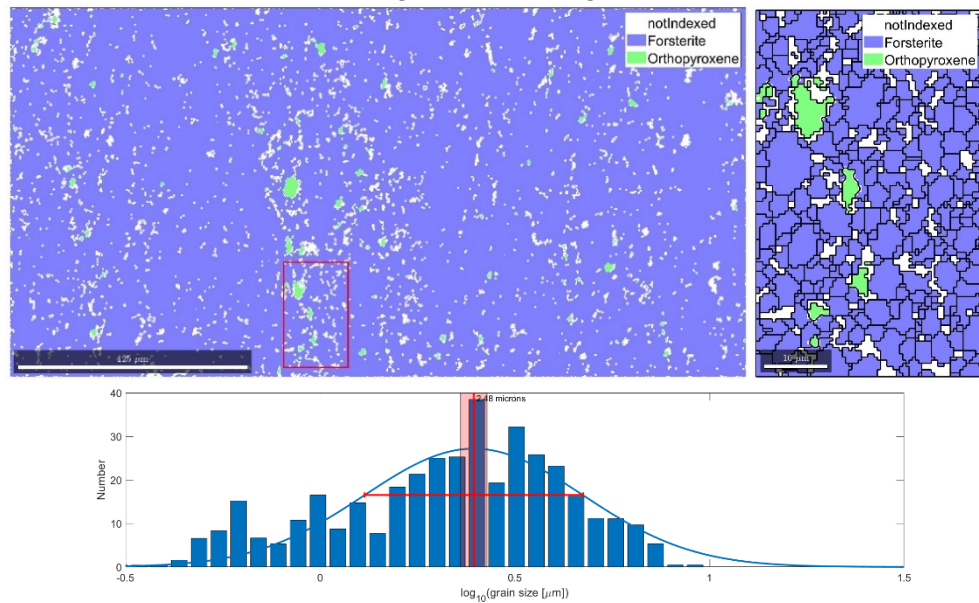 notIndexed
Forsterite
Orthopyroxene
425 μm
notIndexed
Forsterite
Orthopyroxene
10 μm
2.48 microns
Number
40
30
20
10
0
-0.5
0
0.5
1
1.5
log10(grain size [μm])